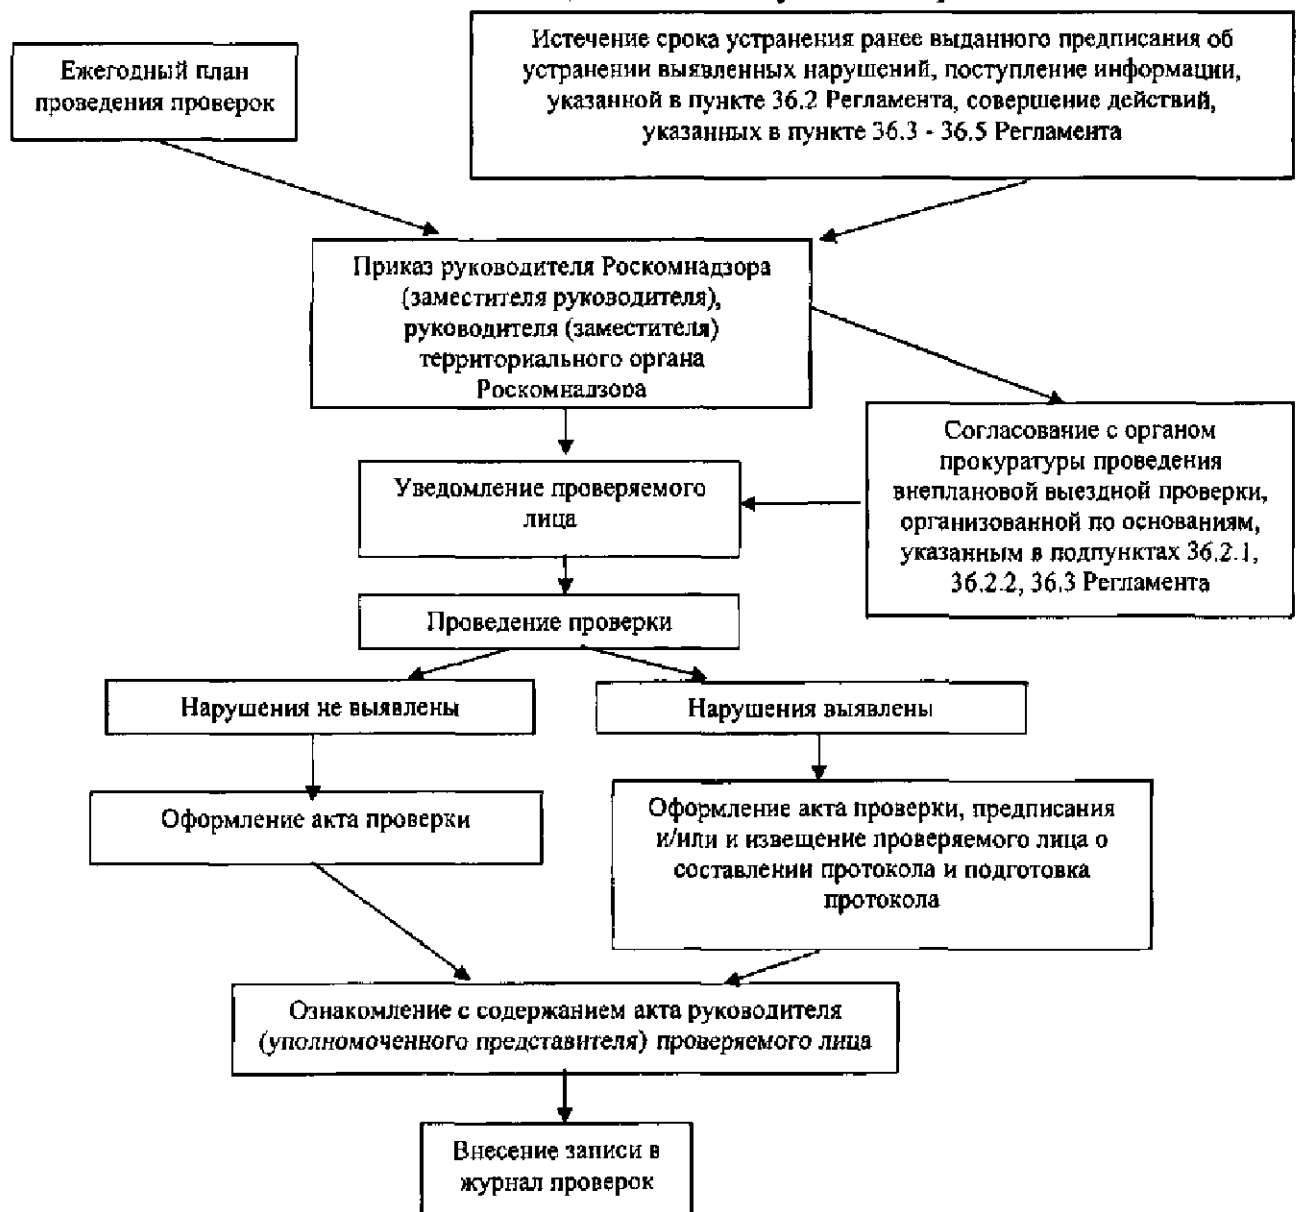 Ежегодный план
проведения проверок
Истечение срока устранения ранее выданного предписания об
устранении выявленных нарушений, поступление информации,
указанной в пункте 36.2 Регламента, совершение действий,
указанных в пункте 36.3 - 36.5 Регламента
Приказ руководителя Роскомнадзора
(заместителя руководителя),
руководителя (заместителя)
территориального органа
Роскомнадзора
Согласование с органом
прокуратуры проведения
внеплановой выездной проверки,
организованной по основаниям,
указанным в подпунктах 36.2.1,
36.2.2, 36.3 Регламента
Уведомление проверяемого
лица
Проведение проверки
Нарушения не выявлены
Нарушения выявлены
Оформление акта проверки
Оформление акта проверки, предписания
и/или и извещение проверяемого лица о
составлении протокола и подготовка
протокола
Ознакомление с содержанием акта руководителя
(уполномоченного представителя) проверяемого лица
Внесение записи в
журнал проверок